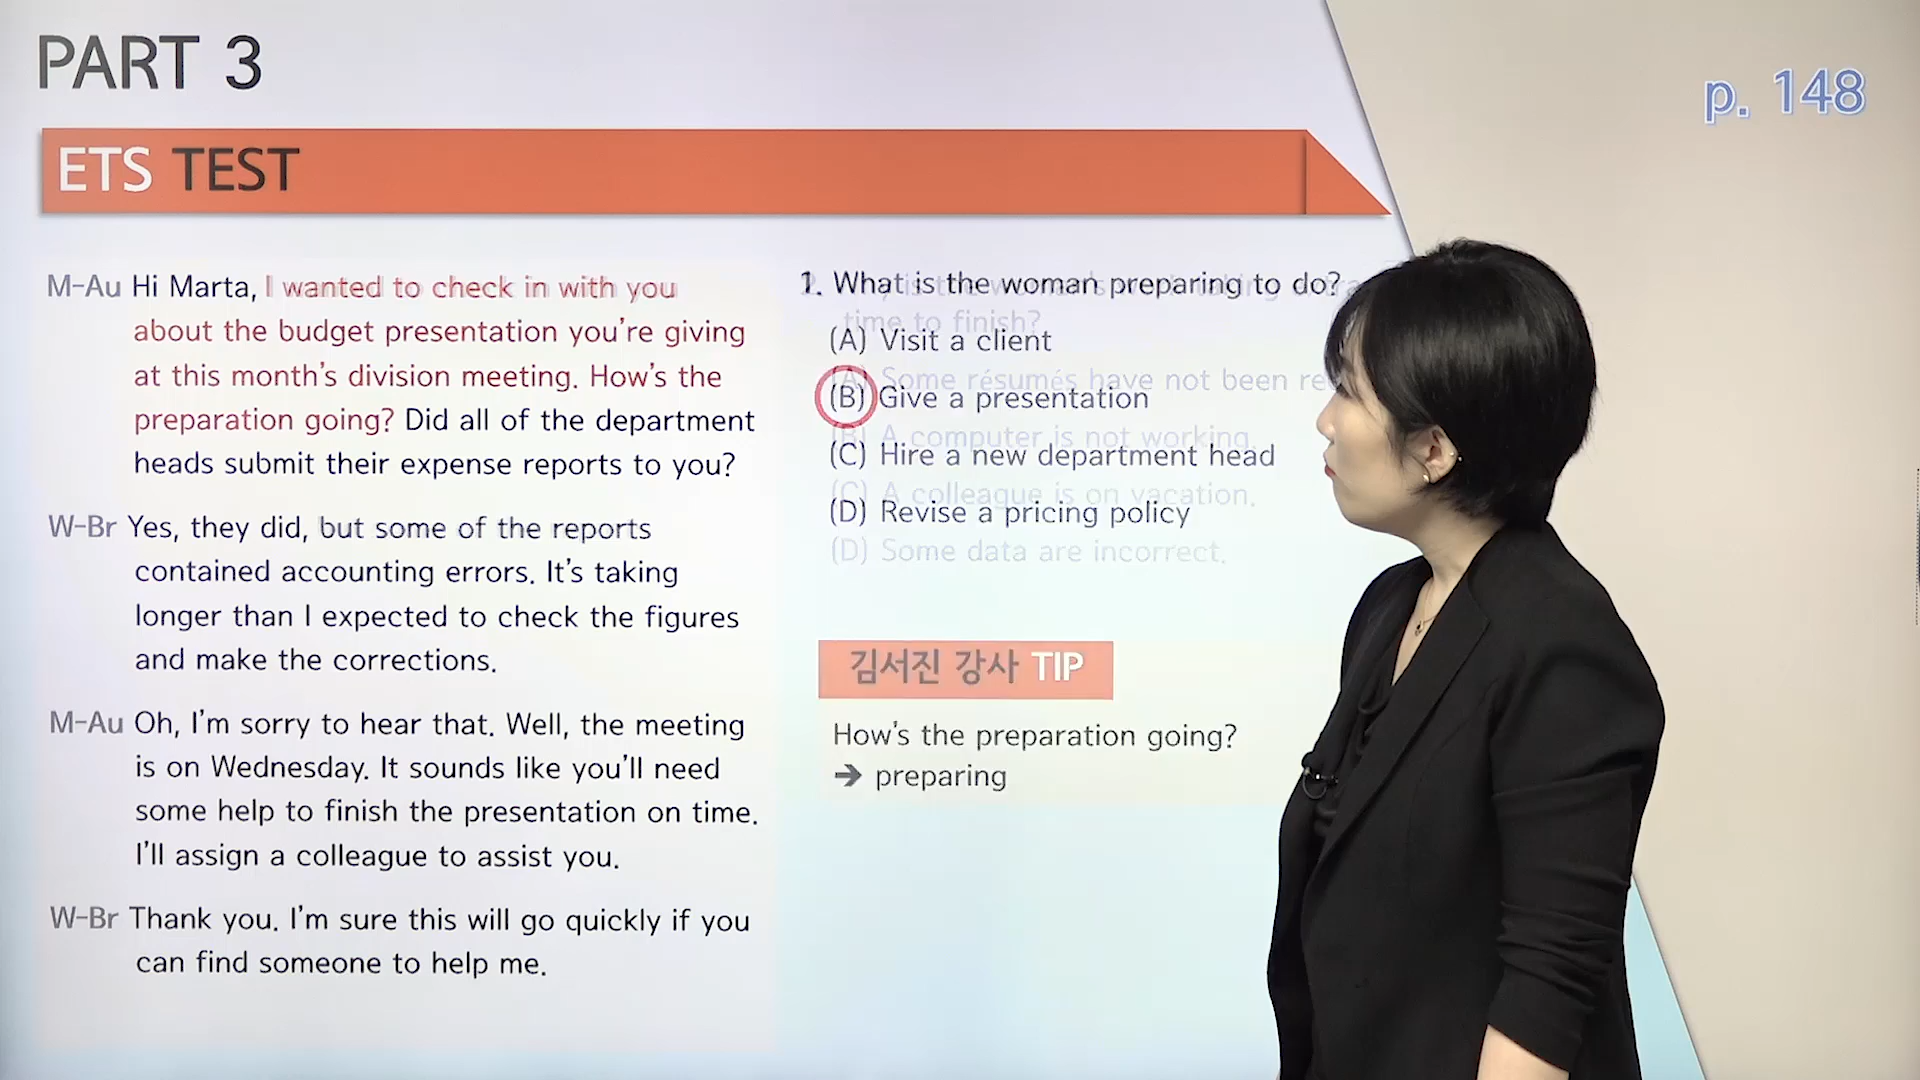 PART 3
p. 148
ETS TEST
M-Au Hi Marta, I wanted to check in with you
about the budget presentation you're giving
at this month's division meeting. How's the
preparation going? Did all of the department
heads submit their expense reports to you?
W-Br Yes, they did, but some of the reports
contained accounting errors. It's taking
longer than I expected to check the figures
and make the corrections.
M-Au Oh, I'm sorry to hear that. Well, the meeting
is on Wednesday. It sounds like you'll need
some help to finish the presentation on time.
I'll assign a colleague to assist you.
W-Br Thank you. I'm sure this will go quickly if you
can find someone to help me.
1. What is the woman preparing to do?
time to finish?
(A) Visit a client
(A) Some résumés have not been
(B) Give a presentation
(B) A computer is not working.
(C) Hire a new department head
(C) A colleague is on vacation.
(D) Revise a pricing policy
(D) Some data are incorrect.
김서진 강사 TIP
How's the preparation going?
➔ preparing